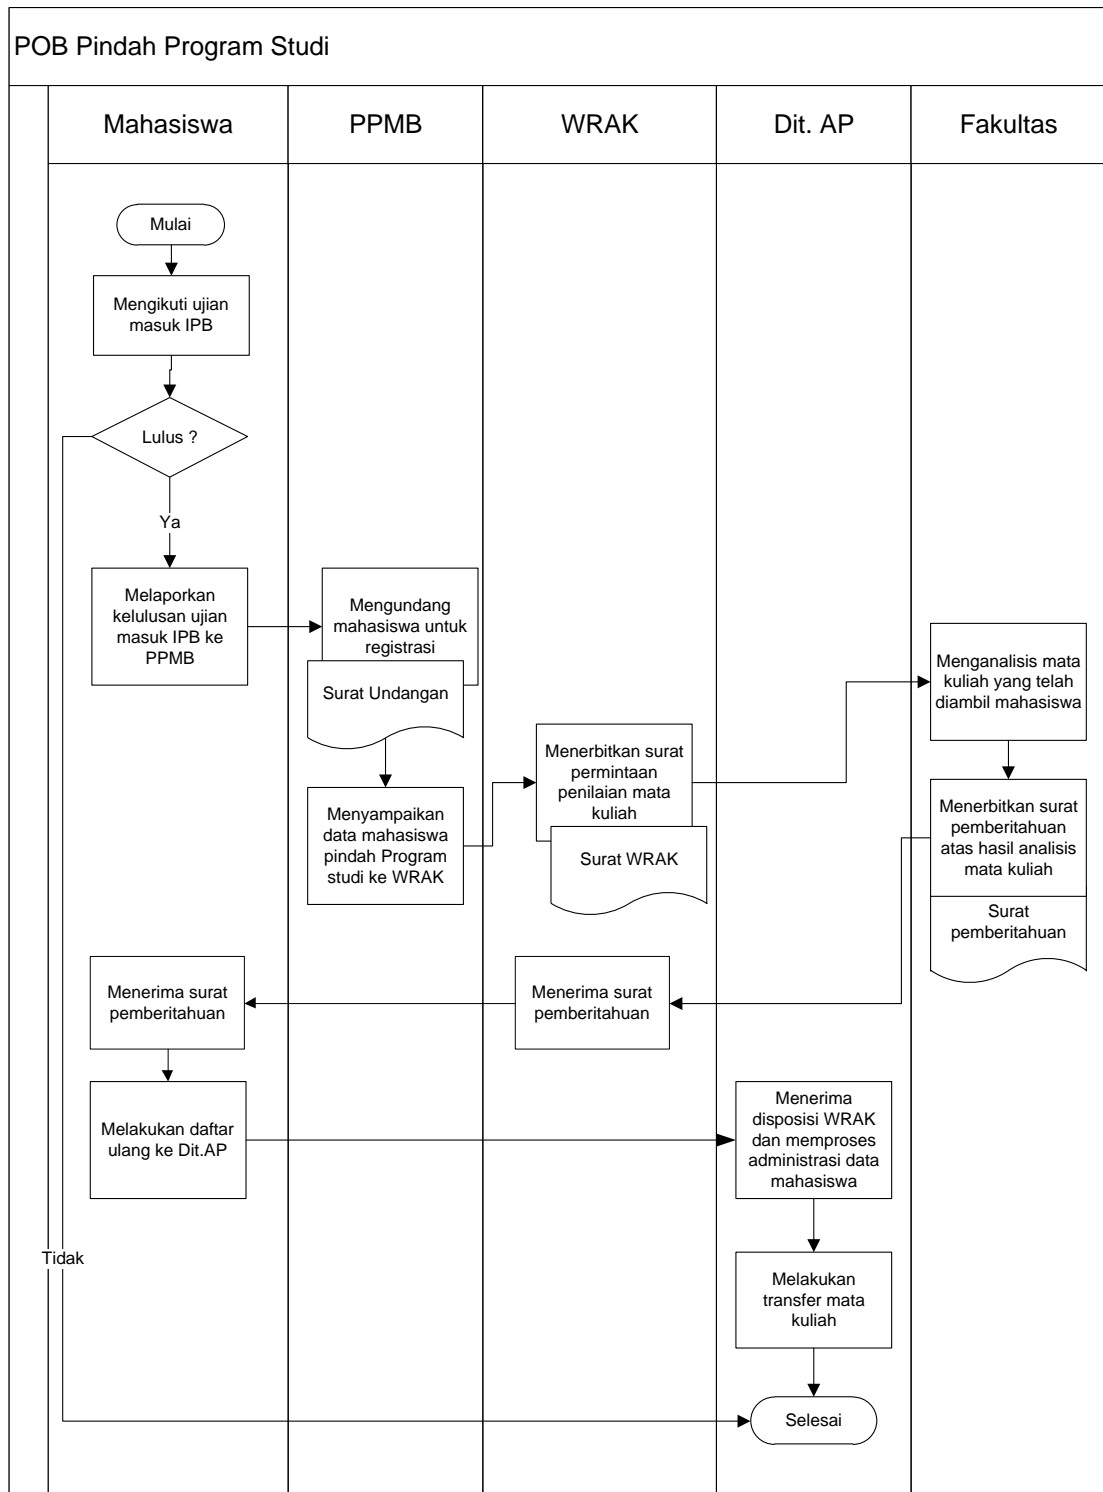 POB Pindah Program Studi
Mahasiswa
PPMB
WRAK
Dit. AP
Fakultas
Mulai
Mengikuti ujian
masuk IPB
Lulus ?
Ya
Melaporkan
kelulusan ujian
masuk IPB ke
PPMB
Mengundang
mahasiswa untuk
registrasi
Surat Undangan
Menyampaikan
data mahasiswa
pindah Program
studi ke WRAK
Menerbitkan surat
permintaan
penilaian mata
kuliah
Surat WRAK
Menganalisis mata
kuliah yang telah
diambil mahasiswa
Menerbitkan surat
pemberitahuan
atas hasil analisis
mata kuliah
Surat
pemberitahuan
Menerima surat
pemberitahuan
Menerima surat
pemberitahuan
Melakukan daftar
ulang ke Dit.AP
Menerima
disposisi WRAK
dan memproses
administrasi data
mahasiswa
Tidak
Melakukan
transfer mata
kuliah
Selesai